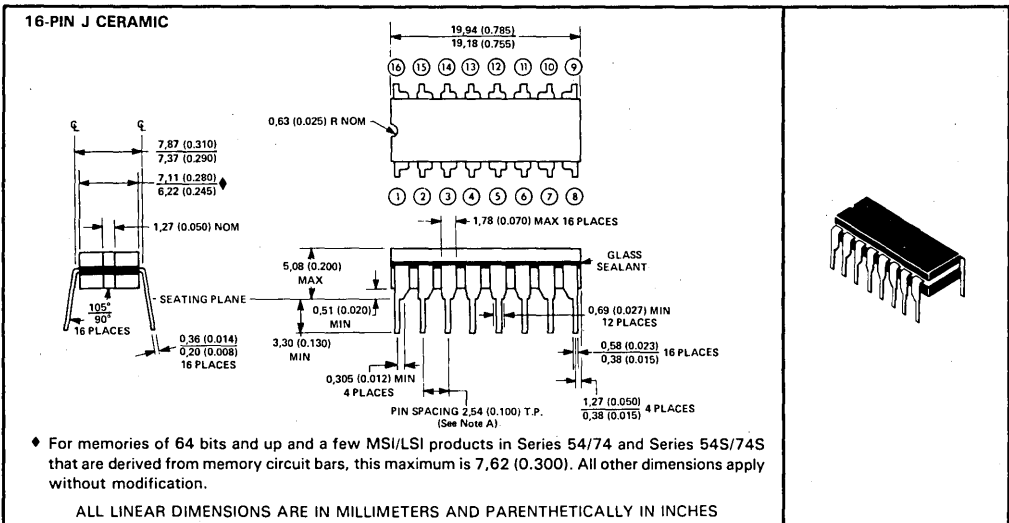 16-PIN J CERAMIC
19,94 (0.785)
19,18 (0.755)
16 15 14 13 12 11 10 9
0,63 (0.025) R NOM
℄ ℄
7,87 (0.310)
7,37 (0.290)
7,11 (0.280)
6,22 (0.245) ♦
1 2 3 4 5 6 7 8
1,27 (0.050) NOM
1,78 (0.070) MAX 16 PLACES
5,08 (0.200)
MAX
GLASS
SEALANT
SEATING PLANE
0,51 (0.020)
MIN
0,69 (0.027) MIN
12 PLACES
105°
90°
16 PLACES
3,30 (0.130)
MIN
0,36 (0.014)
0,20 (0.008)
16 PLACES
0,58 (0.023)
0,38 (0.015) 16 PLACES
0,305 (0.012) MIN
4 PLACES
1,27 (0.050)
0,38 (0.015) 4 PLACES
PIN SPACING 2,54 (0.100) T.P.
(See Note A)
♦ For memories of 64 bits and up and a few MSI/LSI products in Series 54/74 and Series 54S/74S
that are derived from memory circuit bars, this maximum is 7,62 (0.300). All other dimensions apply
without modification.
ALL LINEAR DIMENSIONS ARE IN MILLIMETERS AND PARENTHETICALLY IN INCHES